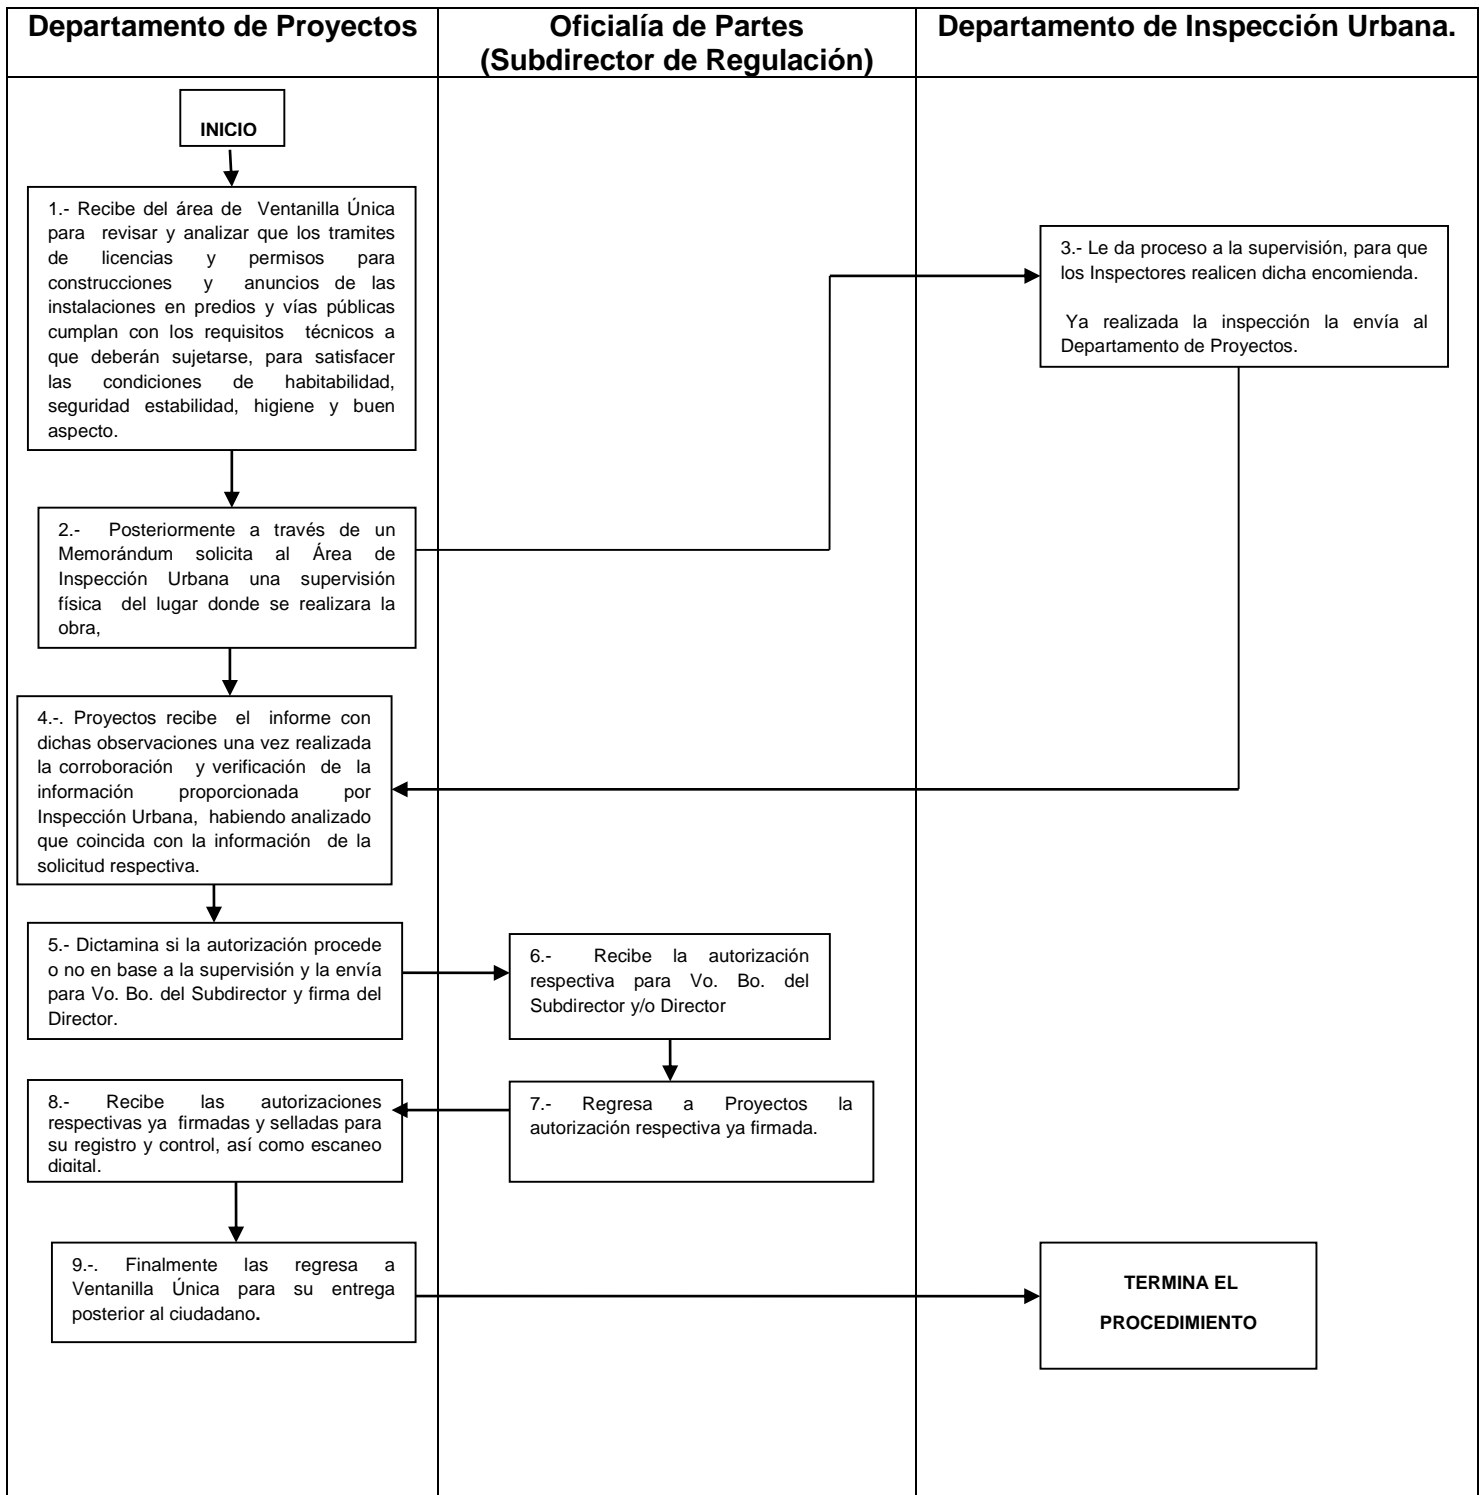 Departamento de Proyectos
Oficialía de Partes
(Subdirector de Regulación)
Departamento de Inspección Urbana.
INICIO
1.- Recibe del área de Ventanilla Única
para revisar y analizar que los tramites
de licencias y permisos para
construcciones y anuncios de las
instalaciones en predios y vías públicas
cumplan con los requisitos técnicos a
que deberán sujetarse, para satisfacer
las condiciones de habitabilidad,
seguridad estabilidad, higiene y buen
aspecto.
2.- Posteriormente a través de un
Memorándum solicita al Área de
Inspección Urbana una supervisión
física del lugar donde se realizara la
obra,
3.- Le da proceso a la supervisión, para que
los Inspectores realicen dicha encomienda.
Ya realizada la inspección la envía al
Departamento de Proyectos.
4.-. Proyectos recibe el informe con
dichas observaciones una vez realizada
la corroboración y verificación de la
información proporcionada por
Inspección Urbana, habiendo analizado
que coincida con la información de la
solicitud respectiva.
5.- Dictamina si la autorización procede
o no en base a la supervisión y la envía
para Vo. Bo. del Subdirector y firma del
Director.
6.- Recibe la autorización
respectiva para Vo. Bo. del
Subdirector y/o Director
7.- Regresa a Proyectos la
autorización respectiva ya firmada.
8.- Recibe las autorizaciones
respectivas ya firmadas y selladas para
su registro y control, así como escaneo
digital.
9.-. Finalmente las regresa a
Ventanilla Única para su entrega
posterior al ciudadano.
TERMINA EL
PROCEDIMIENTO